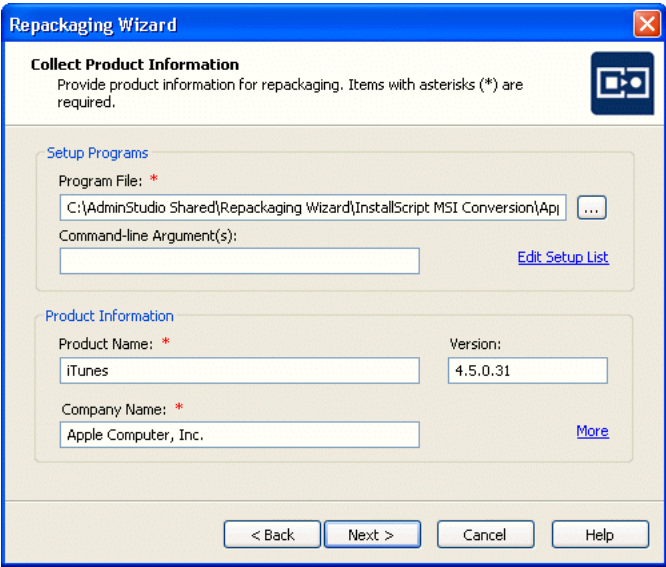 Repackaging Wizard
Collect Product Information
Provide product information for repackaging. Items with asterisks (*) are
required.
Setup Programs
Program File: *
C:\AdminStudio Shared\Repackaging Wizard\InstallScript MSI Conversion\App
...
Command-line Argument(s):
Edit Setup List
Product Information
Product Name: *
Version:
iTunes
4.5.0.31
Company Name: *
Apple Computer, Inc.
More
< Back
Next >
Cancel
Help